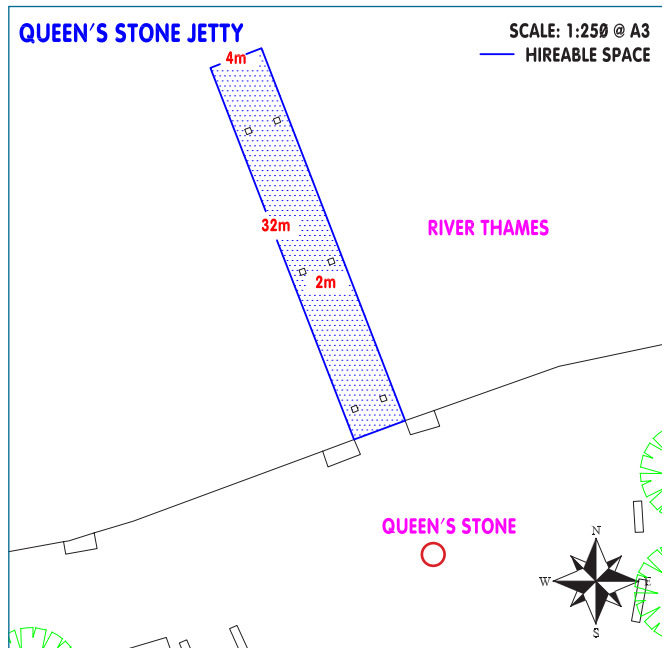 QUEEN'S STONE JETTY
SCALE: 1:250 @ A3
HIREABLE SPACE
4m
32m
RIVER THAMES
2m
QUEEN'S STONE
N
W
E
S